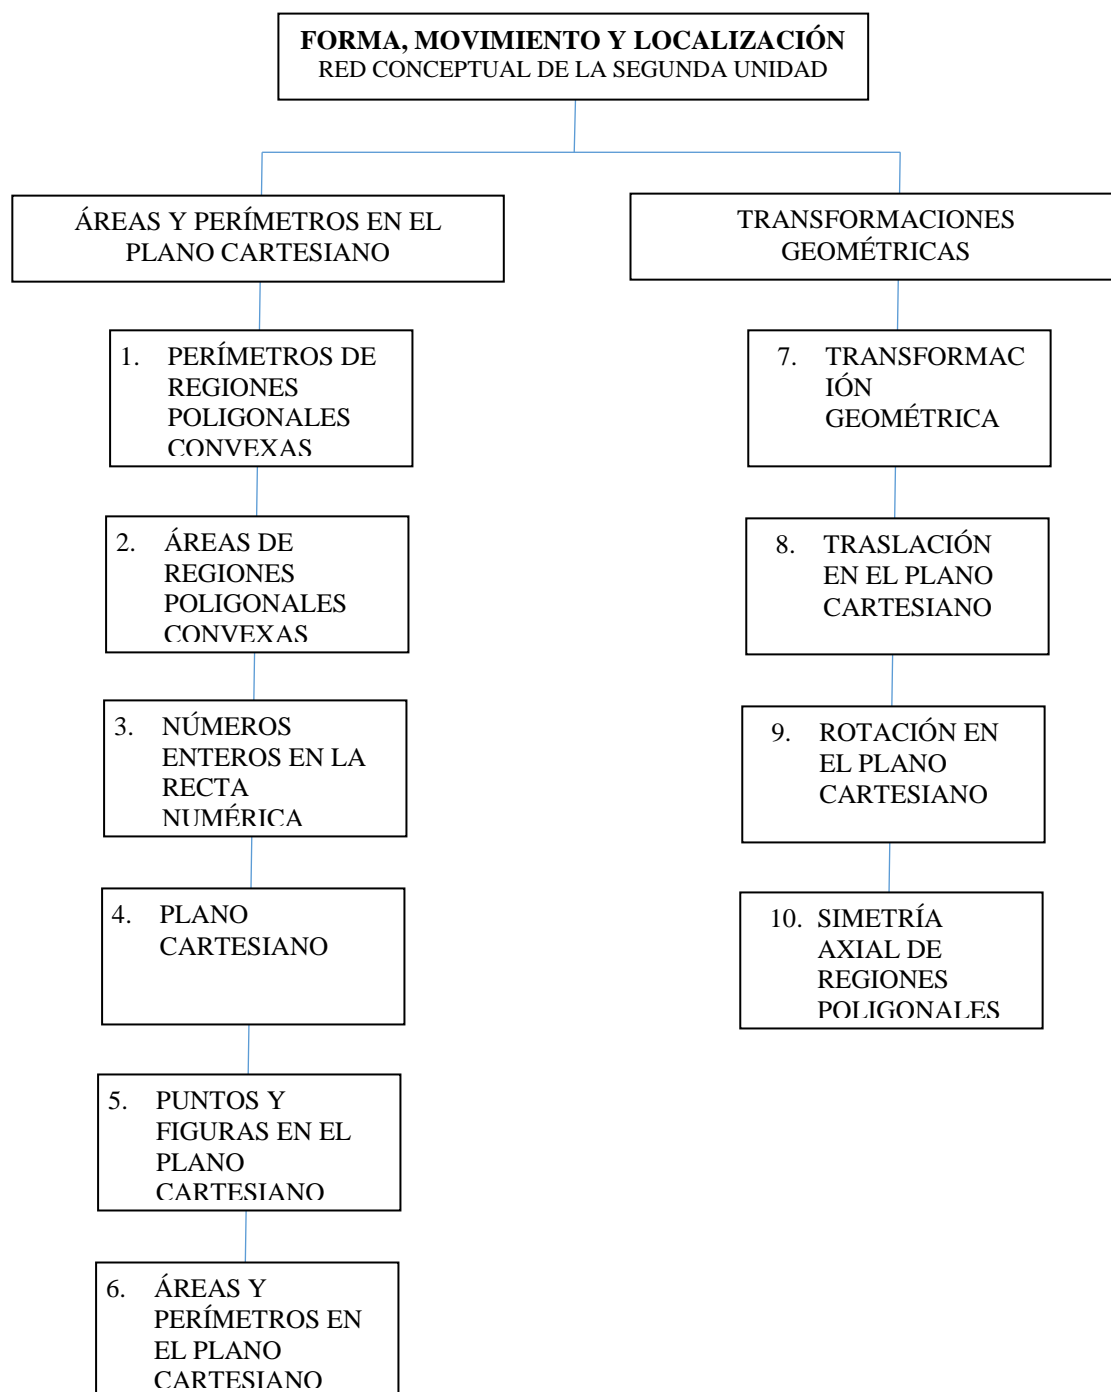 FORMA, MOVIMIENTO Y LOCALIZACIÓN
RED CONCEPTUAL DE LA SEGUNDA UNIDAD
ÁREAS Y PERÍMETROS EN EL
PLANO CARTESIANO
1. PERÍMETROS DE
REGIONES
POLIGONALES
CONVEXAS
2. ÁREAS DE
REGIONES
POLIGONALES
CONVEXAS
3. NÚMEROS
ENTEROS EN LA
RECTA
NUMÉRICA
4. PLANO
CARTESIANO
5. PUNTOS Y
FIGURAS EN EL
PLANO
CARTESIANO
6. ÁREAS Y
PERÍMETROS EN
EL PLANO
CARTESIANO
TRANSFORMACIONES
GEOMÉTRICAS
7. TRANSFORMAC
IÓN
GEOMÉTRICA
8. TRASLACIÓN
EN EL PLANO
CARTESIANO
9. ROTACIÓN EN
EL PLANO
CARTESIANO
10. SIMETRÍA
AXIAL DE
REGIONES
POLIGONALES